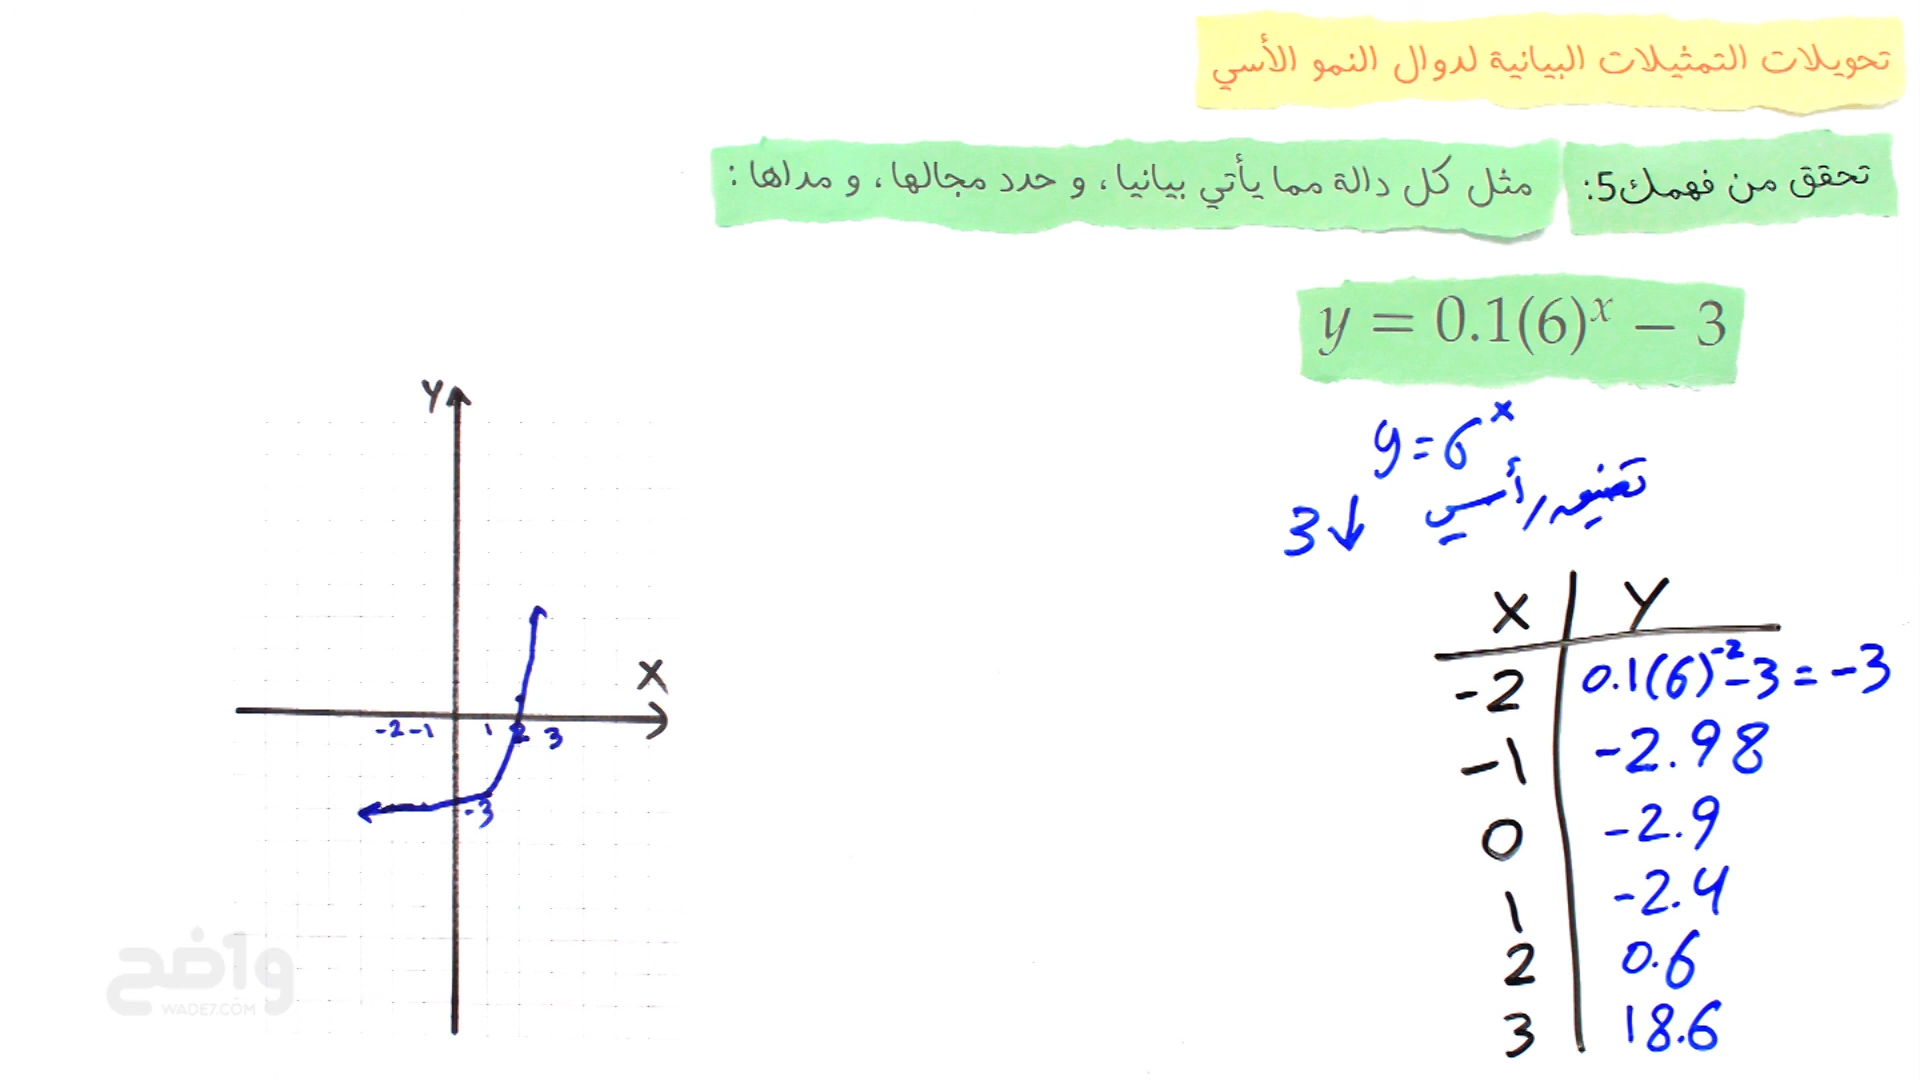 تحويلات التمثيلات البيانية لدوال النمو الأسي
تحقق من فهمك5: مثل كل دالة مما يأتي بيانيا، و حدد مجالها، و مداها:
y = 0.1(6)^x − 3
y = 6^x
تضيق رأسي
3↓
X | Y
-2 | 0.1(6)^-2 -3 = -3
-1 | -2.98
0 | -2.9
1 | -2.4
2 | 0.6
3 | 18.6
Y
X
-2 -1 1 2 3
-3
واضح
WADE7.COM